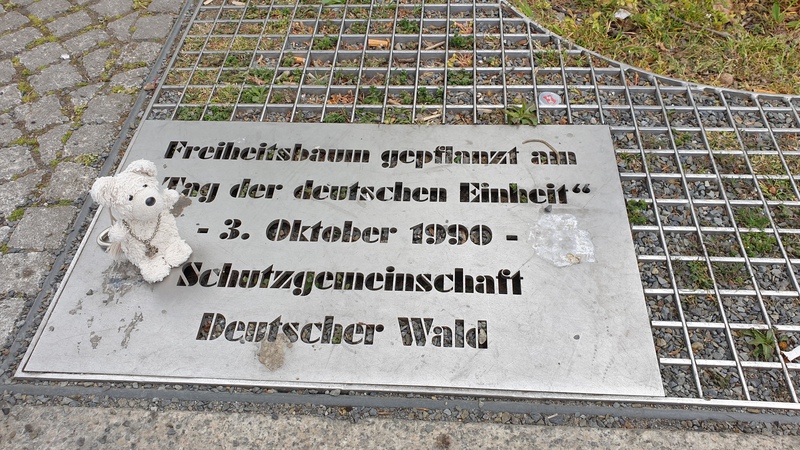 Freiheitsbaum gepflanzt am
Tag der deutschen Einheit“
- 3. Oktober 1990 -
Schutzgemeinschaft
Deutscher Wald